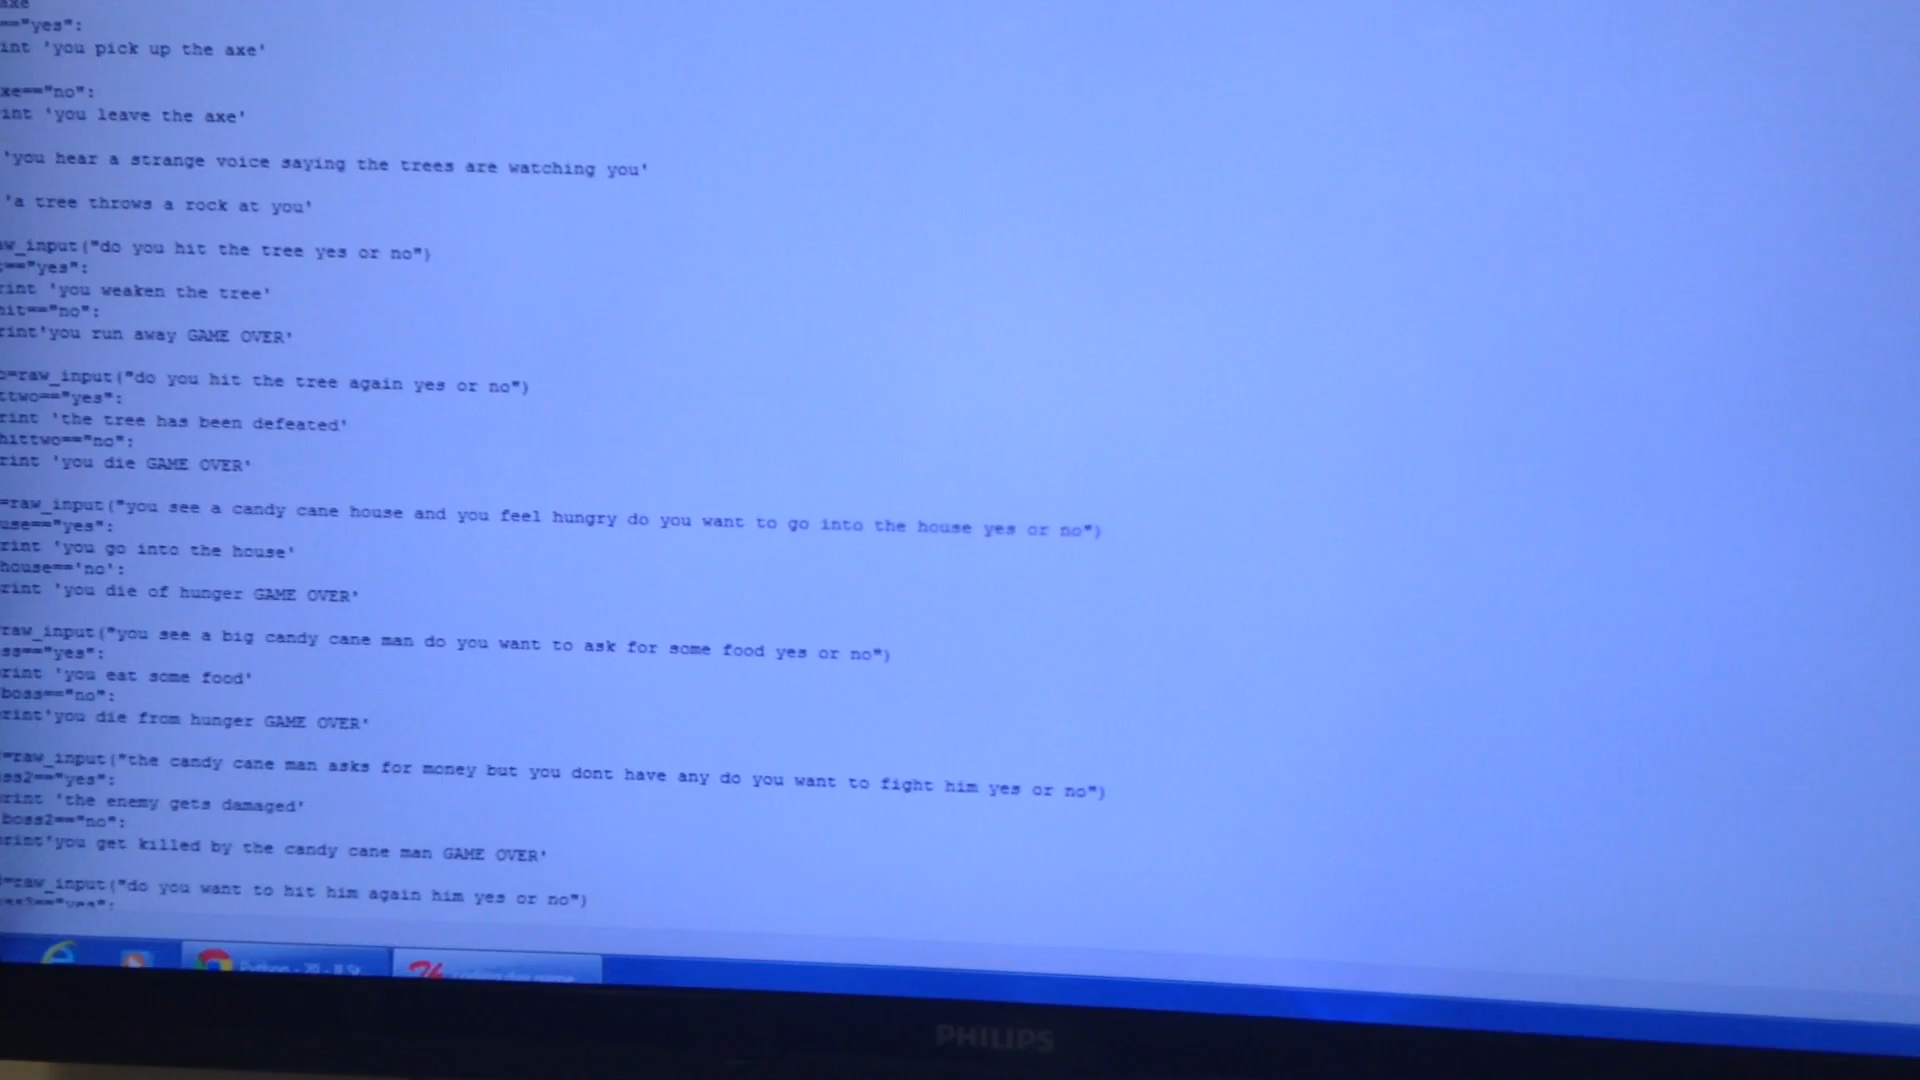 axe
=="yes":
int 'you pick up the axe'
xe=="no":
int 'you leave the axe'
'you hear a strange voice saying the trees are watching you'
'a tree throws a rock at you'
aw_input("do you hit the tree yes or no")
=="yes":
rint 'you weaken the tree'
hit=="no":
rint'you run away GAME OVER'
o=raw_input("do you hit the tree again yes or no")
ttwo=="yes":
rint 'the tree has been defeated'
hittwo=="no":
rint 'you die GAME OVER'
=raw_input("you see a candy cane house and you feel hungry do you want to go into the house yes or no")
use=="yes":
rint 'you go into the house'
house=='no':
rint 'you die of hunger GAME OVER'
raw_input("you see a big candy cane man do you want to ask for some food yes or no")
ss=="yes":
rint 'you eat some food'
boss=="no":
rint'you die from hunger GAME OVER'
=raw_input("the candy cane man asks for money but you dont have any do you want to fight him yes or no")
ss2=="yes":
rint 'the enemy gets damaged'
boss2=="no":
rint'you get killed by the candy cane man GAME OVER'
=raw_input("do you want to hit him again him yes or no")
=="yes":
Python - 20 -
PHILIPS